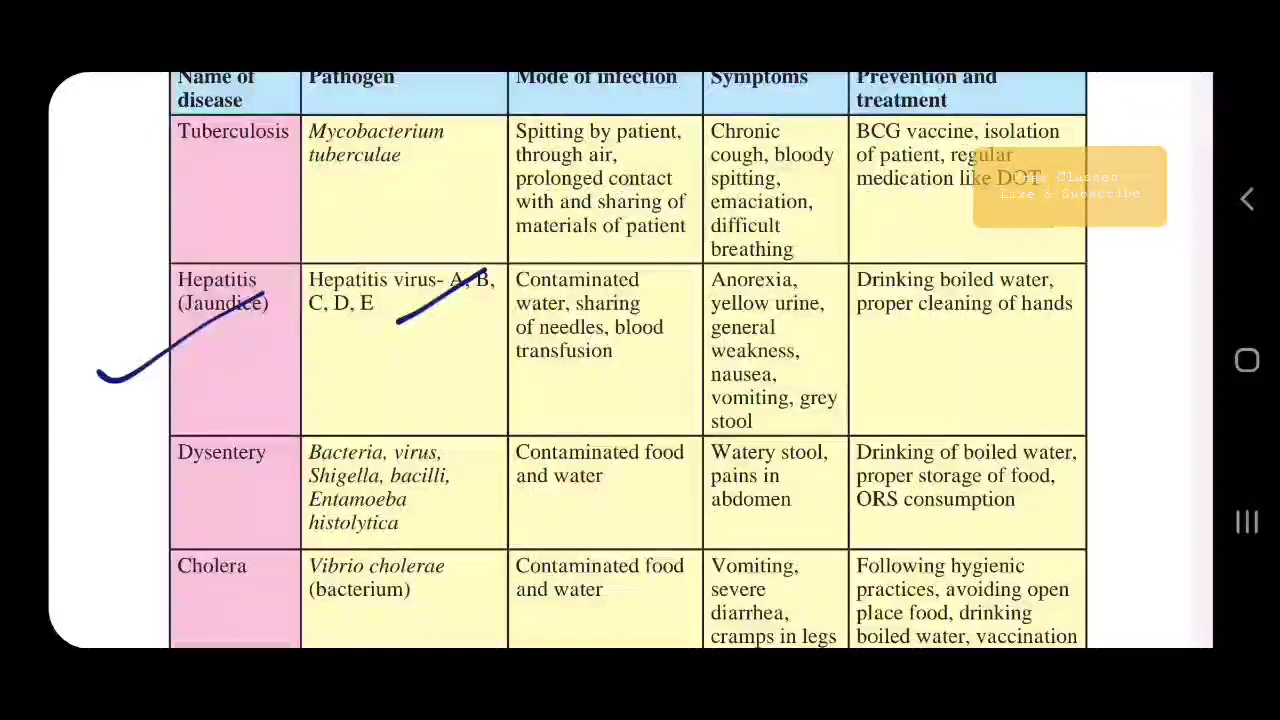 Name of disease
Pathogen
Mode of infection
Symptoms
Prevention and treatment
Tuberculosis
Mycobacterium
tuberculae
Spitting by patient,
through air,
prolonged contact
with and sharing of
materials of patient
Chronic
cough, bloody
spitting,
emaciation,
difficult
breathing
BCG vaccine, isolation
of patient, regular
medication like DOT
Free Classes
Like & Subscribe
Hepatitis
(Jaundice)
Hepatitis virus- A, B,
C, D, E
Contaminated
water, sharing
of needles, blood
transfusion
Anorexia,
yellow urine,
general
weakness,
nausea,
vomiting, grey
stool
Drinking boiled water,
proper cleaning of hands
Dysentery
Bacteria, virus,
Shigella, bacilli,
Entamoeba
histolytica
Contaminated food
and water
Watery stool,
pains in
abdomen
Drinking of boiled water,
proper storage of food,
ORS consumption
Cholera
Vibrio cholerae
(bacterium)
Contaminated food
and water
Vomiting,
severe
diarrhea,
cramps in legs
Following hygienic
practices, avoiding open
place food, drinking
boiled water, vaccination